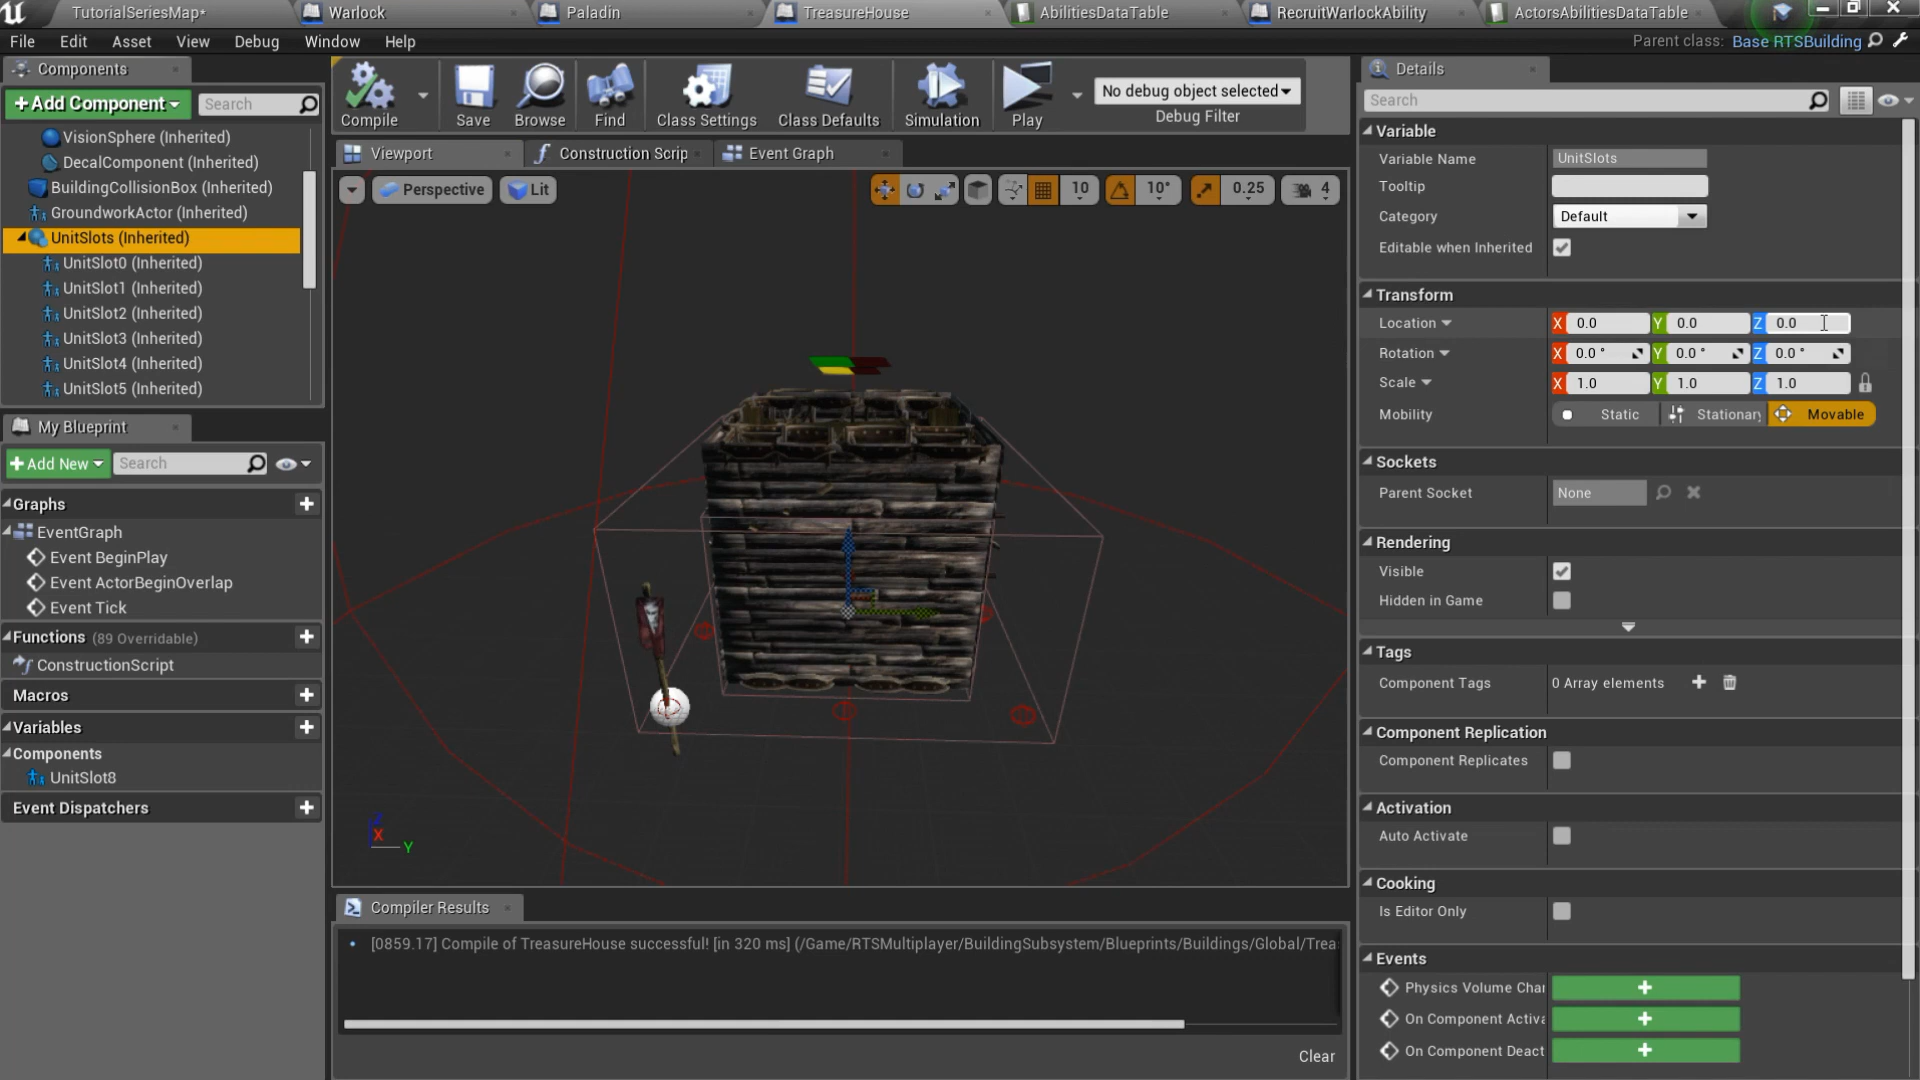 TutorialSeriesMap*
Warlock
Paladin
TreasureHouse
AbilitiesDataTable
RecruitWarlockAbility
ActorsAbilitiesDataTable
File Edit Asset View Debug Window Help
Parent class: Base RTSBuilding
Components
+Add Component
Search
VisionSphere (Inherited)
DecalComponent (Inherited)
BuildingCollisionBox (Inherited)
GroundworkActor (Inherited)
UnitSlots (Inherited)
UnitSlot0 (Inherited)
UnitSlot1 (Inherited)
UnitSlot2 (Inherited)
UnitSlot3 (Inherited)
UnitSlot4 (Inherited)
UnitSlot5 (Inherited)
My Blueprint
+Add New
Search
Graphs
EventGraph
Event BeginPlay
Event ActorBeginOverlap
Event Tick
Functions (89 Overridable)
ConstructionScript
Macros
Variables
Components
UnitSlot8
Event Dispatchers
Compile
Save
Browse
Find
Class Settings
Class Defaults
Simulation
Play
No debug object selected
Debug Filter
Viewport
Construction Scrip
Event Graph
Perspective
Lit
10
10°
0.25
4
X
Z
Y
Compiler Results
[0859.17] Compile of TreasureHouse successful! [in 320 ms] (/Game/RTSMultiplayer/BuildingSubsystem/Blueprints/Buildings/Global/Trea
Clear
Details
Search
Variable
Variable Name UnitSlots
Tooltip
Category Default
Editable when Inherited
Transform
Location X 0.0 Y 0.0 Z 0.0
Rotation X 0.0 ° Y 0.0 ° Z 0.0 °
Scale X 1.0 Y 1.0 Z 1.0
Mobility Static Stationary Movable
Sockets
Parent Socket None
Rendering
Visible
Hidden in Game
Tags
Component Tags 0 Array elements
Component Replication
Component Replicates
Activation
Auto Activate
Cooking
Is Editor Only
Events
Physics Volume Chan
On Component Activa
On Component Deact